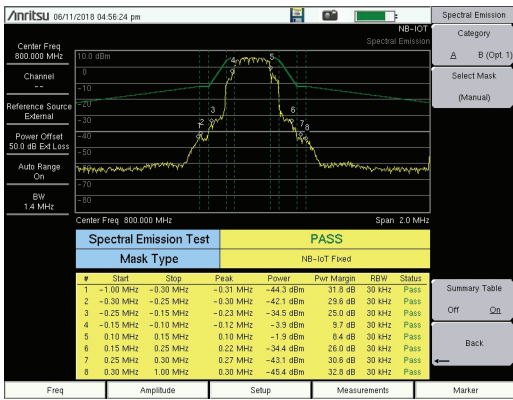 Anritsu 06/11/2018 04:56:24 pm
Spectral Emission
NB-IOT
Spectral Emission
Category
A B (Opt. 1)
Select Mask
(Manual)
Summary Table
Off On
Back
Center Freq
800.000 MHz
Channel
--
Reference Source
External
Power Offset
50.0 dB Ext Loss
Auto Range
On
BW
1.4 MHz
10.0 dBm
0
-20
-30
-40
-50
-60
-80
4
5
3
2
6
7
8
Center Freq 800.000 MHz Span 2.0 MHz
Spectral Emission Test PASS
Mask Type NB-IoT Fixed
# Start Stop Peak Power Pwr Margin RBW Status
1 -1.00 MHz -0.30 MHz -0.31 MHz -44.3 dBm 31.8 dB 30 kHz Pass
2 -0.30 MHz -0.25 MHz -0.30 MHz -42.1 dBm 29.6 dB 30 kHz Pass
3 -0.25 MHz -0.15 MHz -0.23 MHz -34.5 dBm 25.0 dB 30 kHz Pass
4 -0.15 MHz -0.10 MHz -0.12 MHz -3.9 dBm 9.7 dB 30 kHz Pass
5 0.10 MHz 0.15 MHz 0.10 MHz -1.9 dBm 8.4 dB 30 kHz Pass
6 0.15 MHz 0.25 MHz 0.22 MHz -34.4 dBm 26.0 dB 30 kHz Pass
7 0.25 MHz 0.30 MHz 0.27 MHz -43.1 dBm 30.6 dB 30 kHz Pass
8 0.30 MHz 1.00 MHz 0.30 MHz -45.4 dBm 32.8 dB 30 kHz Pass
Freq Amplitude Setup Measurements Marker